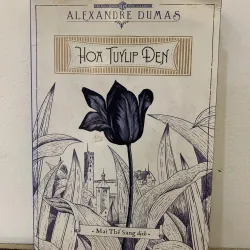 ALEXANDRE DUMAS
HOA TUYLIP ĐEN
Mai Thế Sang dịch